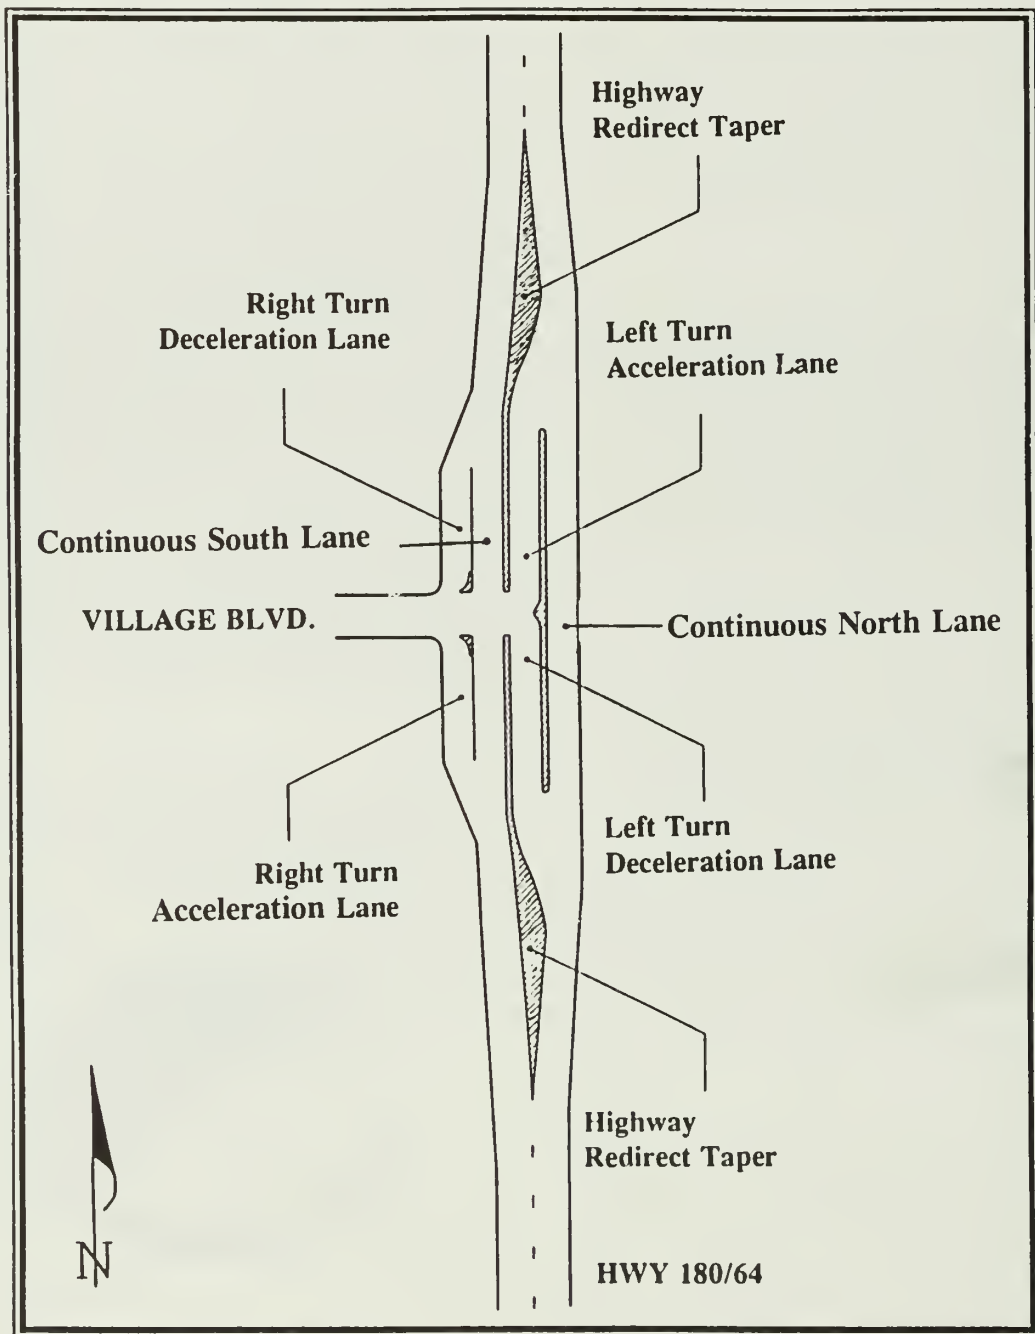 Highway
Redirect Taper
Right Turn
Deceleration Lane
Left Turn
Acceleration Lane
Continuous South Lane
VILLAGE BLVD.
Continuous North Lane
Left Turn
Deceleration Lane
Right Turn
Acceleration Lane
Highway
Redirect Taper
N
HWY 180/64